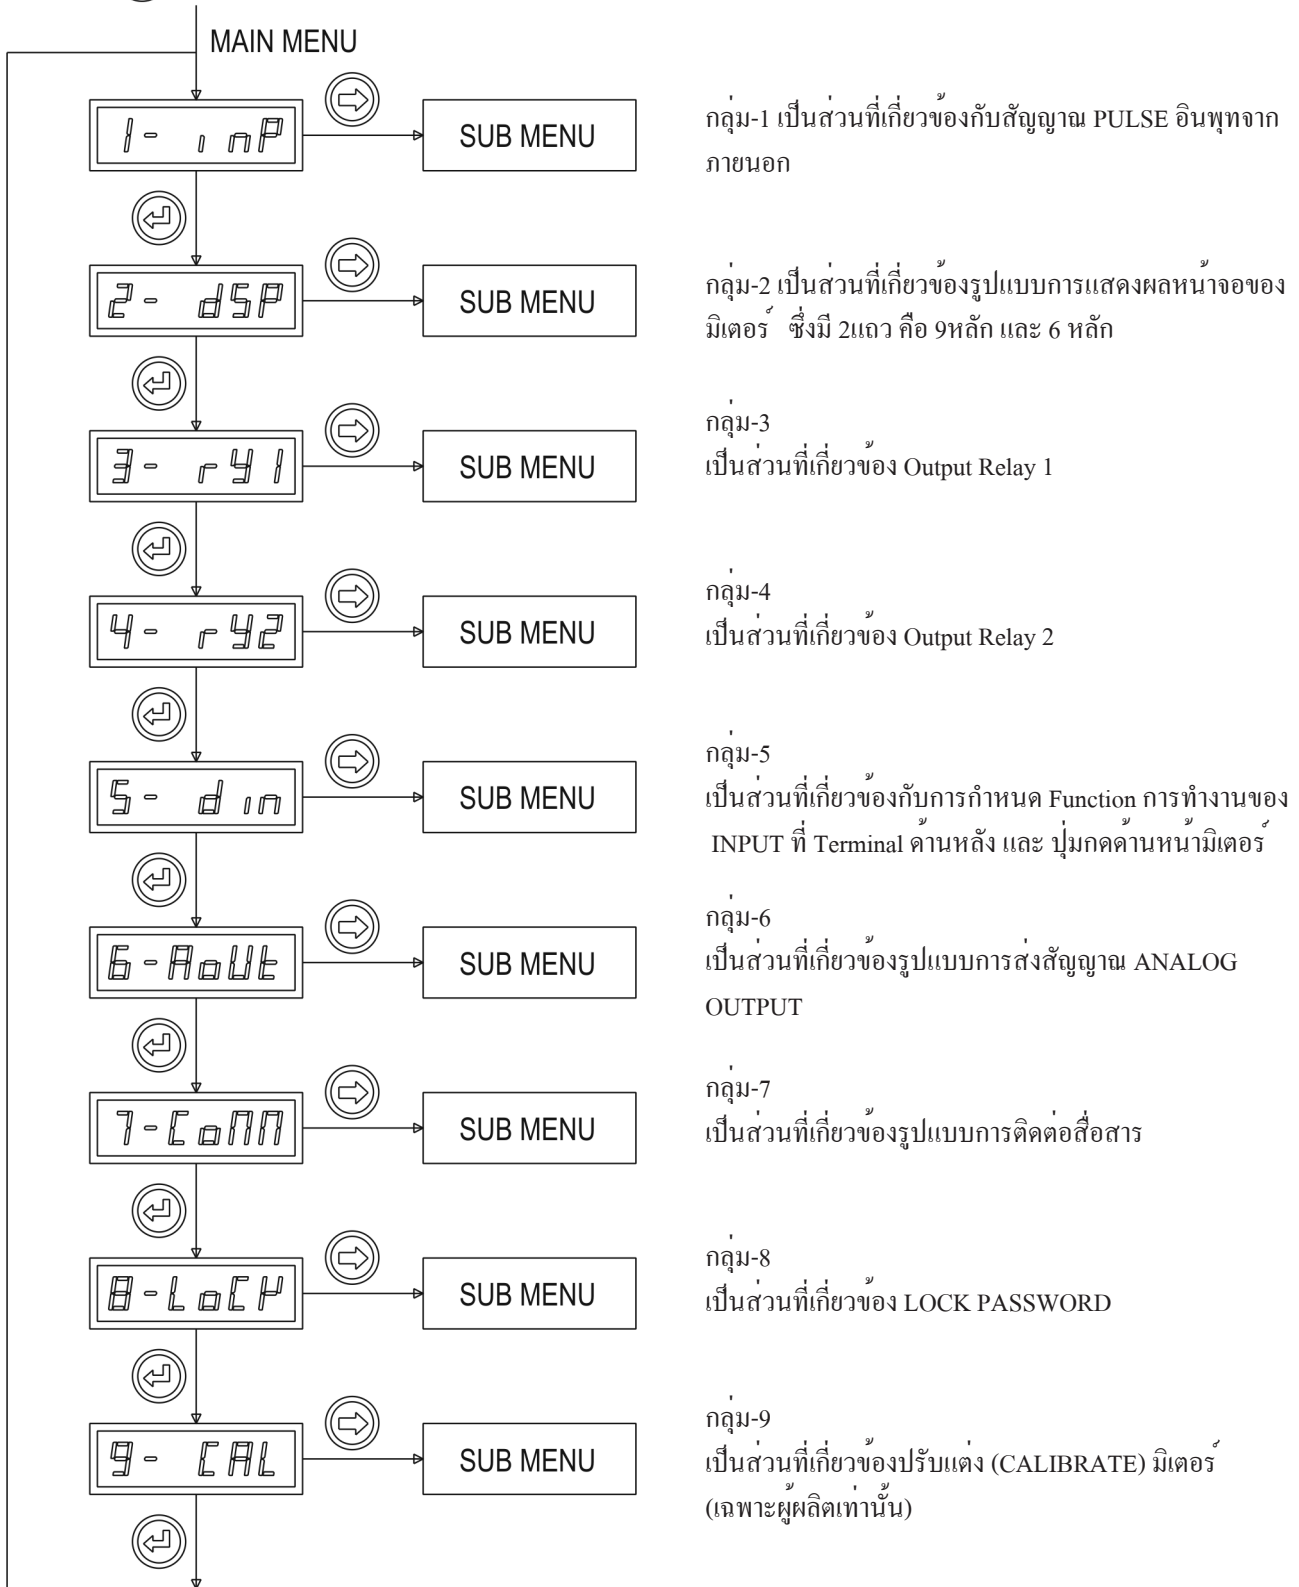 MAIN MENU
1- inP
SUB MENU
กลุ่ม-1 เป็นส่วนที่เกี่ยวข้องกับสัญญาณ PULSE อินพุทจาก
ภายนอก
2- dSP
SUB MENU
กลุ่ม-2 เป็นส่วนที่เกี่ยวข้องรูปแบบการแสดงผลหน้าจอของ
มิเตอร์ ซึ่งมี 2แถว คือ 9หลัก และ 6 หลัก
3- ry1
SUB MENU
กลุ่ม-3
เป็นส่วนที่เกี่ยวข้อง Output Relay 1
4- ry2
SUB MENU
กลุ่ม-4
เป็นส่วนที่เกี่ยวข้อง Output Relay 2
5- din
SUB MENU
กลุ่ม-5
เป็นส่วนที่เกี่ยวข้องกับการกำหนด Function การทำงานของ
INPUT ที่ Terminal ด้านหลัง และ ปุ่มกดด้านหน้ามิเตอร์
6-AoUt
SUB MENU
กลุ่ม-6
เป็นส่วนที่เกี่ยวข้องรูปแบบการส่งสัญญาณ ANALOG
OUTPUT
7-CoMM
SUB MENU
กลุ่ม-7
เป็นส่วนที่เกี่ยวข้องรูปแบบการติดต่อสื่อสาร
8-LoCK
SUB MENU
กลุ่ม-8
เป็นส่วนที่เกี่ยวข้อง LOCK PASSWORD
9- CAL
SUB MENU
กลุ่ม-9
เป็นส่วนที่เกี่ยวข้องปรับแต่ง (CALIBRATE) มิเตอร์
(เฉพาะผู้ผลิตเท่านั้น)